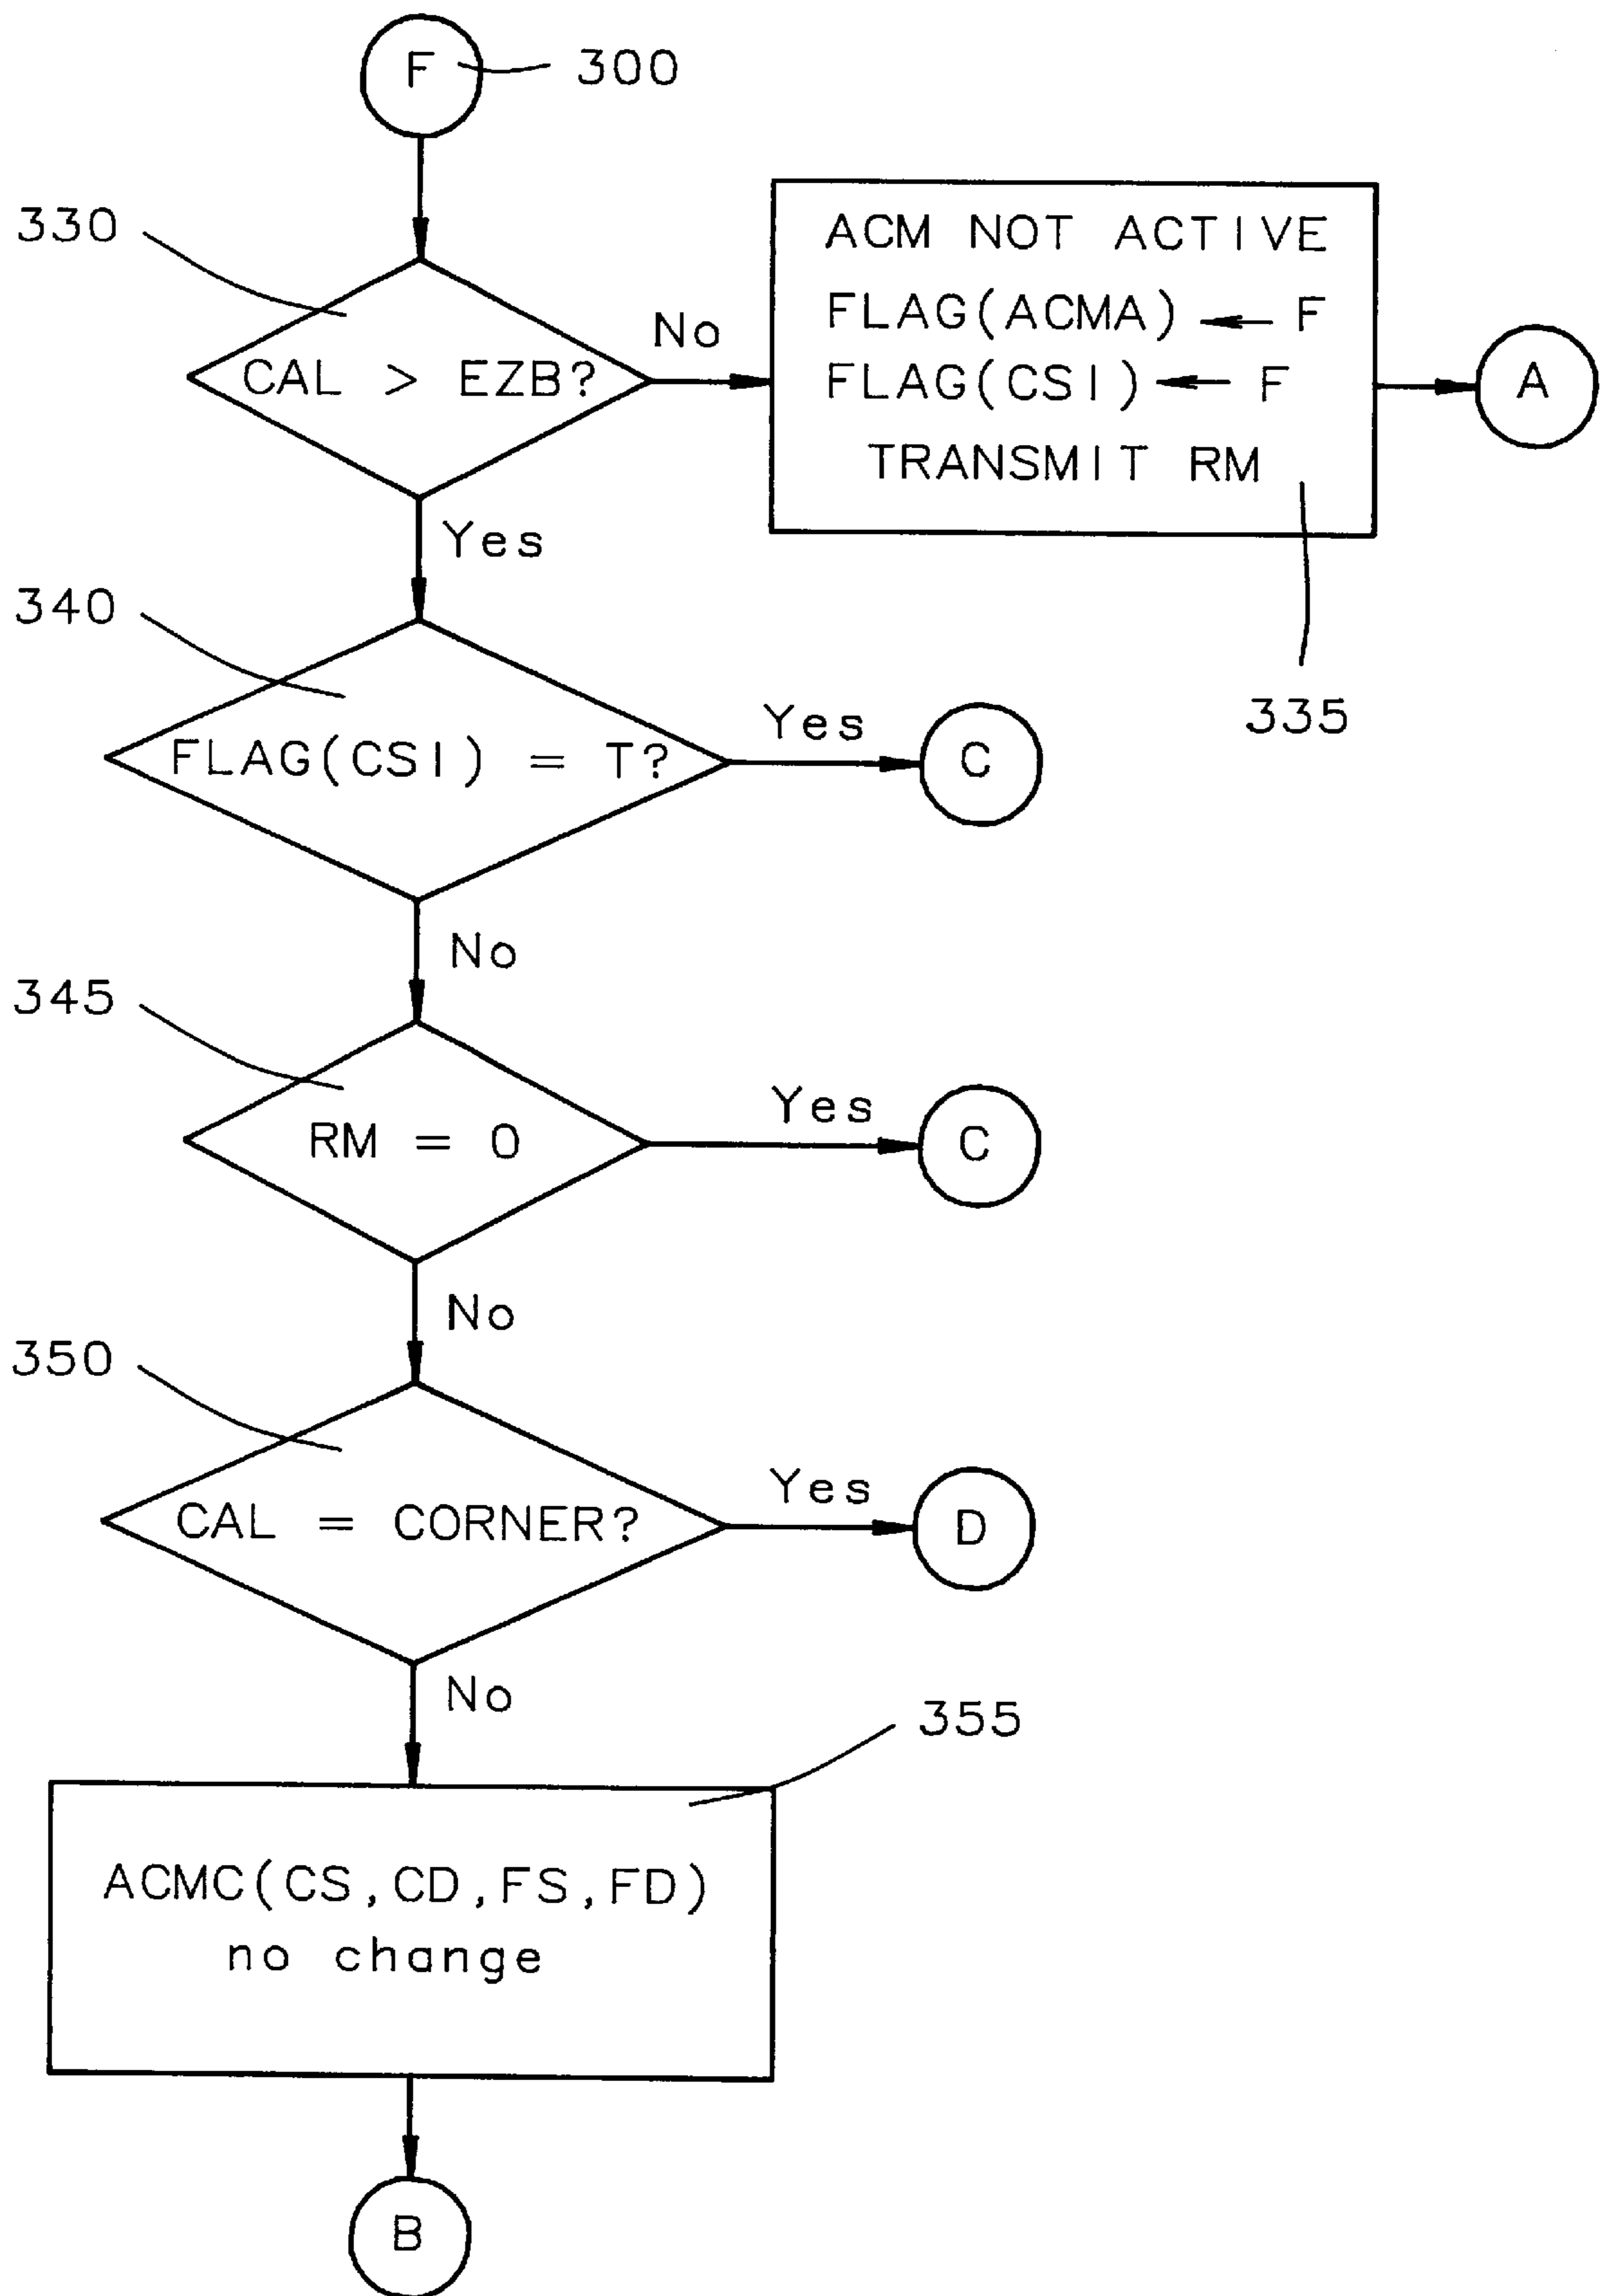 F 300
330
CAL > EZB?
No
ACM NOT ACTIVE
FLAG(ACMA) ← F
FLAG(CSI) ← F
TRANSMIT RM
A
335
Yes
340
FLAG(CSI) = T?
Yes
C
No
345
RM = 0
Yes
C
No
350
CAL = CORNER?
Yes
D
No
355
ACMC(CS,CD,FS,FD)
no change
B